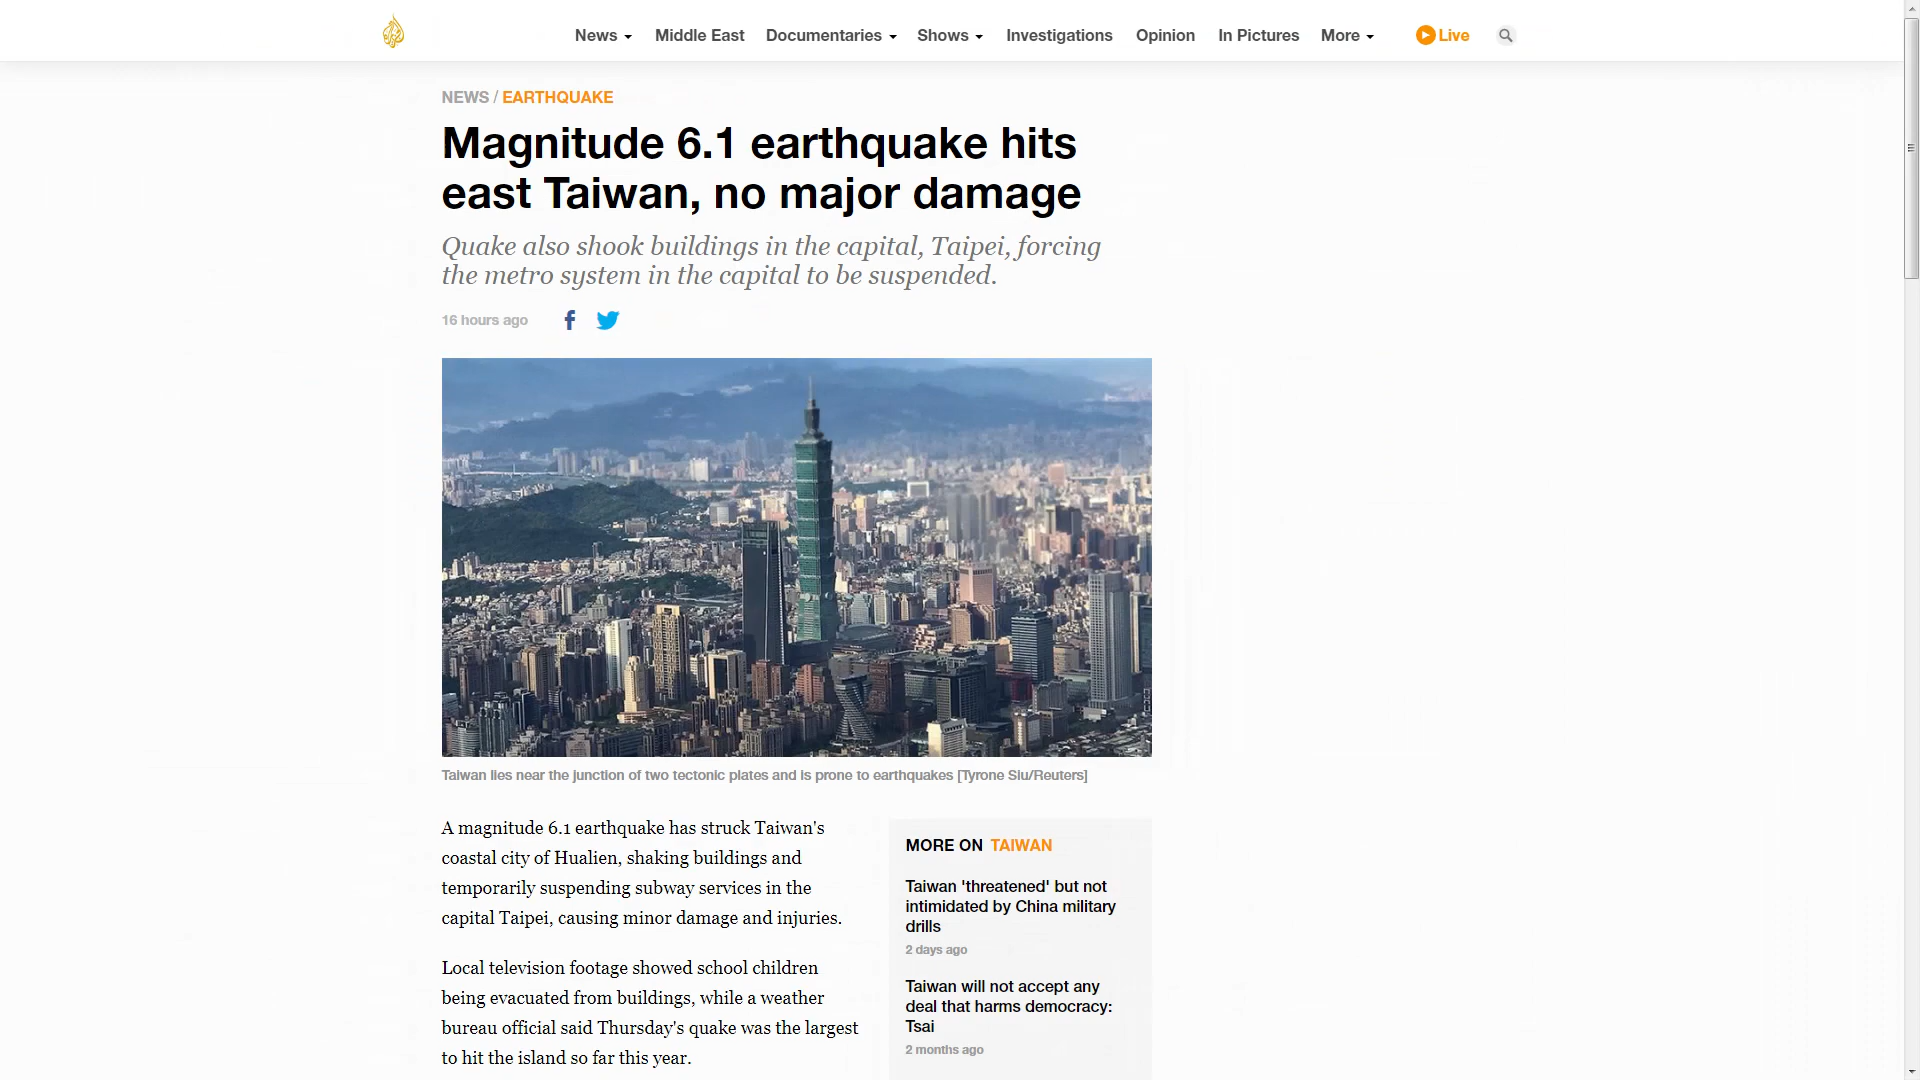 News Middle East Documentaries Shows Investigations Opinion In Pictures More Live
NEWS / EARTHQUAKE
Magnitude 6.1 earthquake hits
east Taiwan, no major damage
Quake also shook buildings in the capital, Taipei, forcing
the metro system in the capital to be suspended.
16 hours ago
Taiwan lies near the junction of two tectonic plates and is prone to earthquakes [Tyrone Siu/Reuters]
A magnitude 6.1 earthquake has struck Taiwan's
coastal city of Hualien, shaking buildings and
temporarily suspending subway services in the
capital Taipei, causing minor damage and injuries.
Local television footage showed school children
being evacuated from buildings, while a weather
bureau official said Thursday's quake was the largest
to hit the island so far this year.
MORE ON TAIWAN
Taiwan 'threatened' but not
intimidated by China military
drills
2 days ago
Taiwan will not accept any
deal that harms democracy:
Tsai
2 months ago